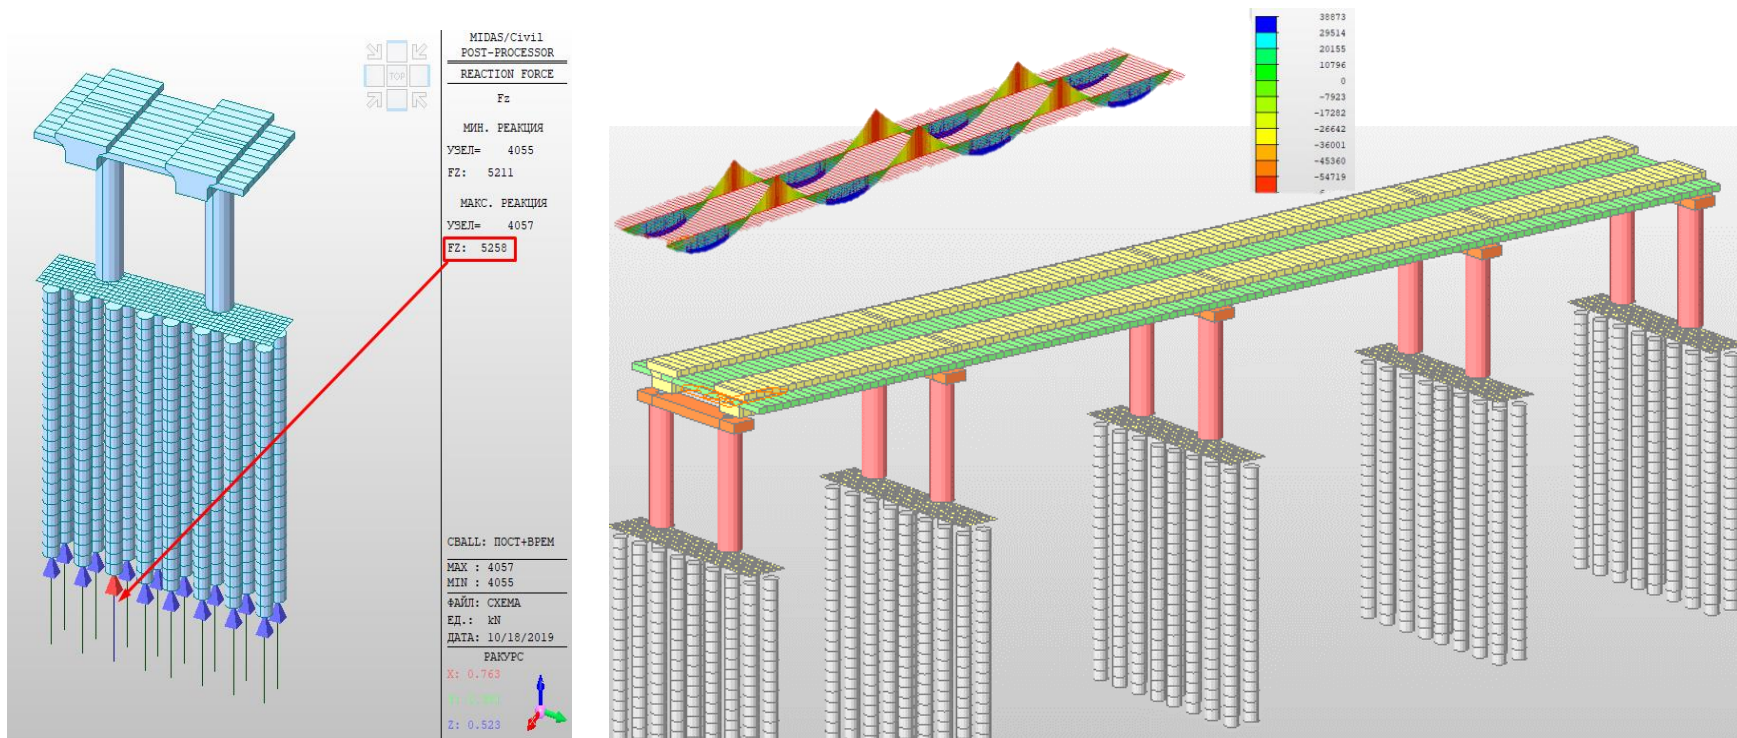 TOP
MIDAS/Civil
POST-PROCESSOR
REACTION FORCE
Fz
МИН. РЕАКЦИЯ
УЗЕЛ= 4055
FZ: 5211
МАКС. РЕАКЦИЯ
УЗЕЛ= 4057
FZ: 5258
СВALL: ПОСТ+ВРЕМ
MAX : 4057
MIN : 4055
ФАЙЛ: СХЕМА
ЕД.: kN
ДАТА: 10/18/2019
РАКУРС
X: 0.763
Z: 0.523
38873
29514
20155
10796
0
-7923
-17282
-26642
-36001
-45360
-54719